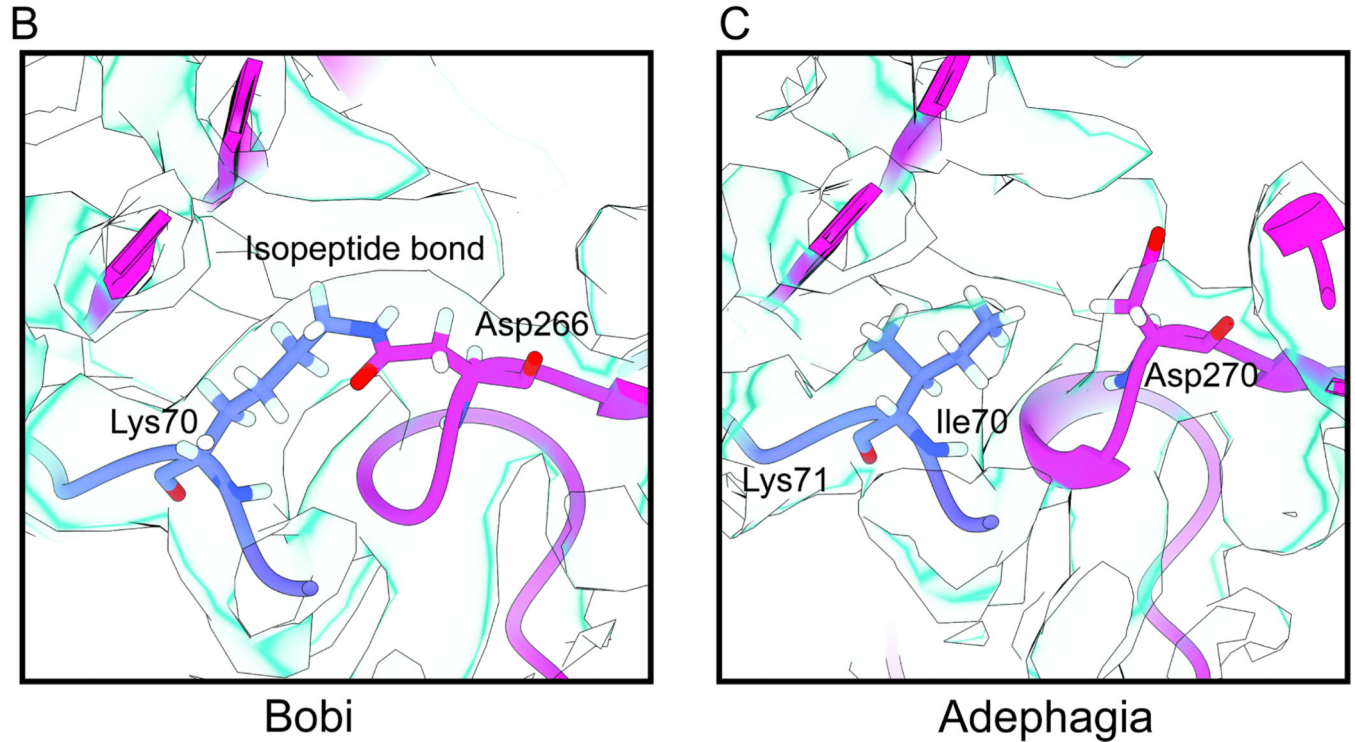 B
C
Isopeptide bond
Asp266
Lys70
Asp270
Ile70
Lys71
Bobi
Adephagia